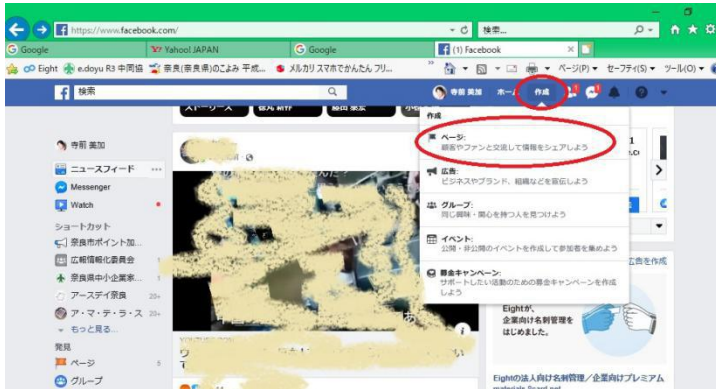 https://www.facebook.com/
検索...
Google
Yahoo! JAPAN
Google
(1) Facebook
Eight
e.doyu R3 中同協
奈良(奈良県)のこよみ 平成...
メルカリ スマホでかんたん フリ...
ページ(P)
セーフティ(S)
ツール(O)
検索
寺前 美加
ホーム
作成
寺前 美加
ニュースフィード
Messenger
Watch
ショートカット
奈良市ポイント加...
広報情報化委員会
奈良県中小企業家...
アースデイ奈良
20+
ア・マ・テ・ラ・ス
20+
もっと見る...
発見
ページ
5
グループ
作成
ページ:
顧客やファンと交流して情報をシェアしよう
広告:
ビジネスやブランド、組織などを宣伝しよう
グループ:
同じ興味・関心を持つ人を見つけよう
イベント:
公開・非公開のイベントを作成して参加者を集めよう
募金キャンペーン:
サポートしたい活動のための募金キャンペーンを作成
しよう
広告を作成
Eightが、
企業向け名刺管理を
はじめました。
Eightの法人向け名刺管理／企業向けプレミアム